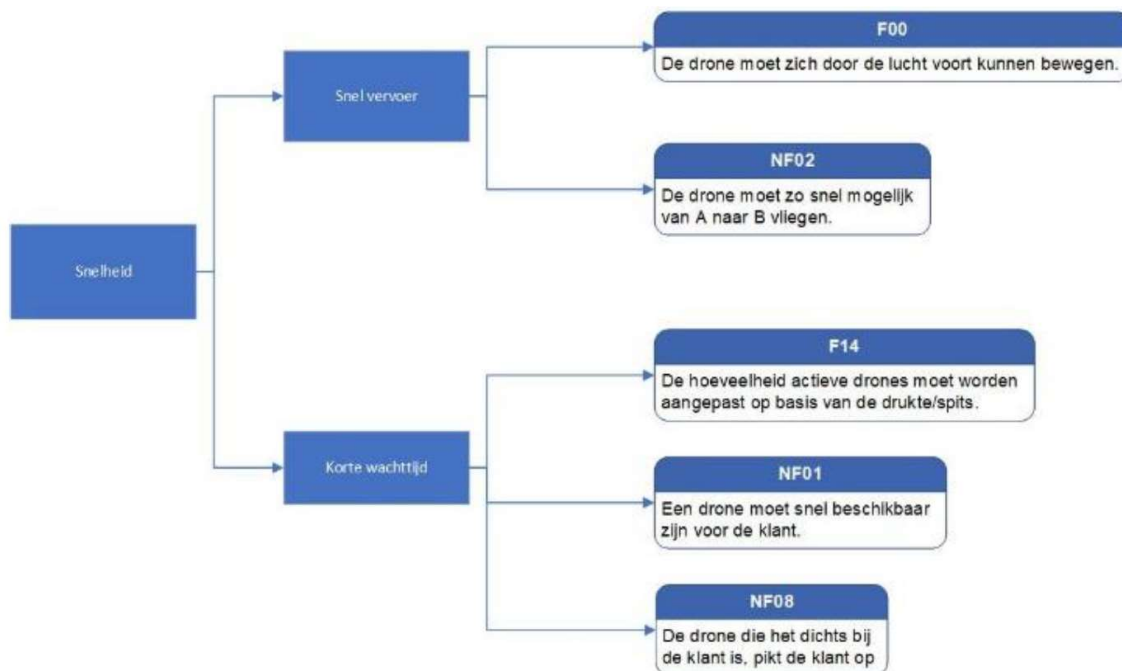 F00
De drone moet zich door de lucht voort kunnen bewegen.
Snel vervoer
NF02
De drone moet zo snel mogelijk
van A naar B vliegen.
Snelheid
F14
De hoeveelheid actieve drones moet worden
aangepast op basis van de drukte/spits.
Korte wachttijd
NF01
Een drone moet snel beschikbaar
zijn voor de klant.
NF08
De drone die het dichts bij
de klant is, pikt de klant op